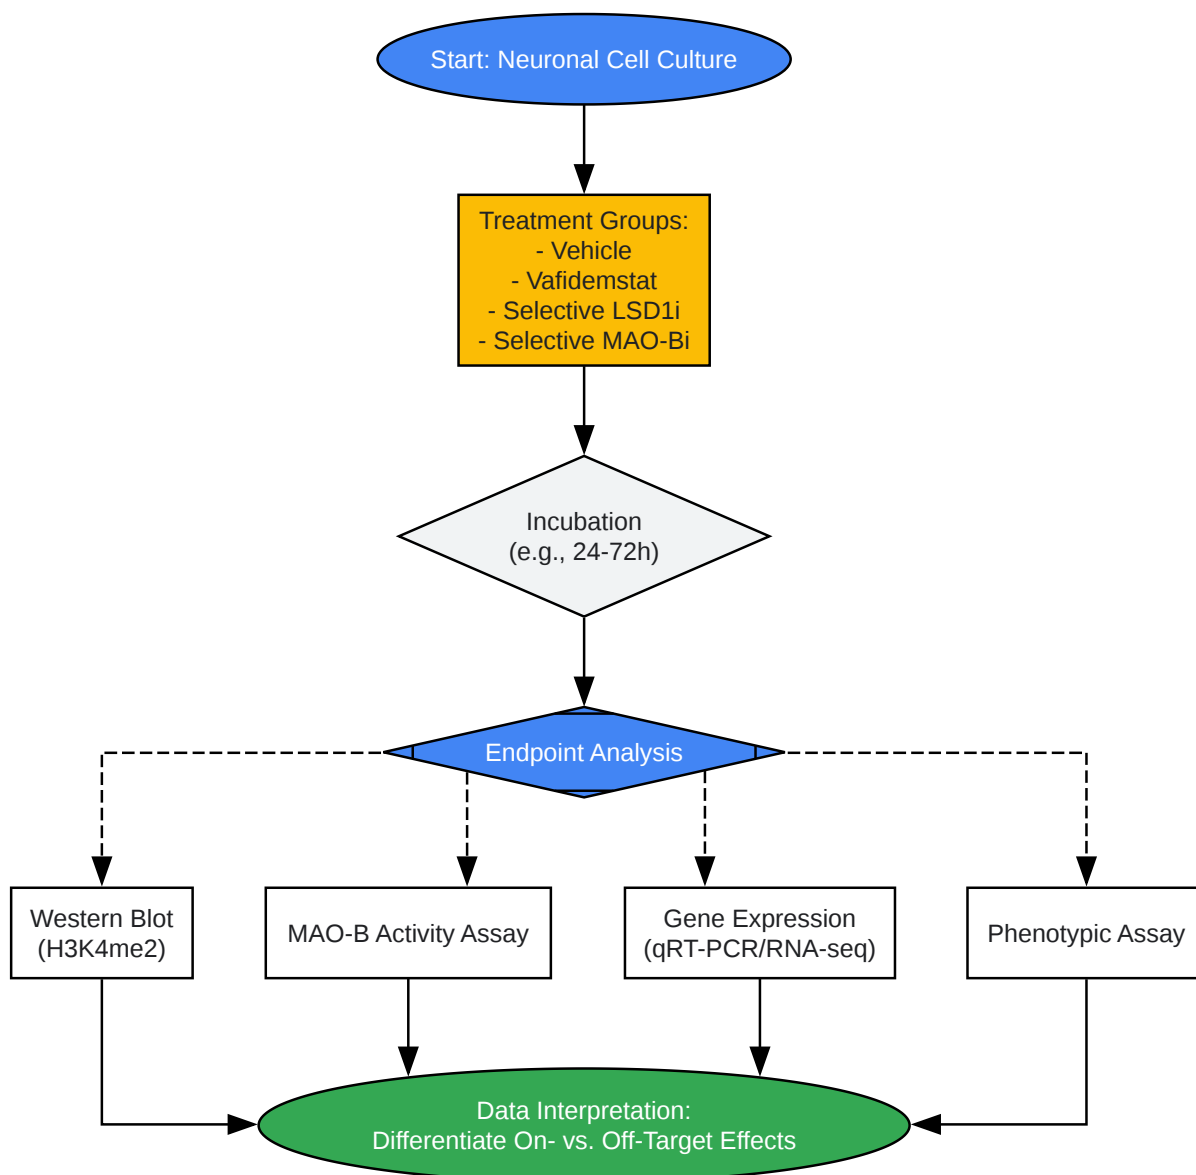 Start: Neuronal Cell Culture
Treatment Groups:
- Vehicle
- Vafidemstat
- Selective LSD1i
- Selective MAO-Bi
Incubation
(e.g., 24-72h)
Endpoint Analysis
Western Blot
(H3K4me2)
MAO-B Activity Assay
Gene Expression
(qRT-PCR/RNA-seq)
Phenotypic Assay
Data Interpretation:
Differentiate On- vs. Off-Target Effects